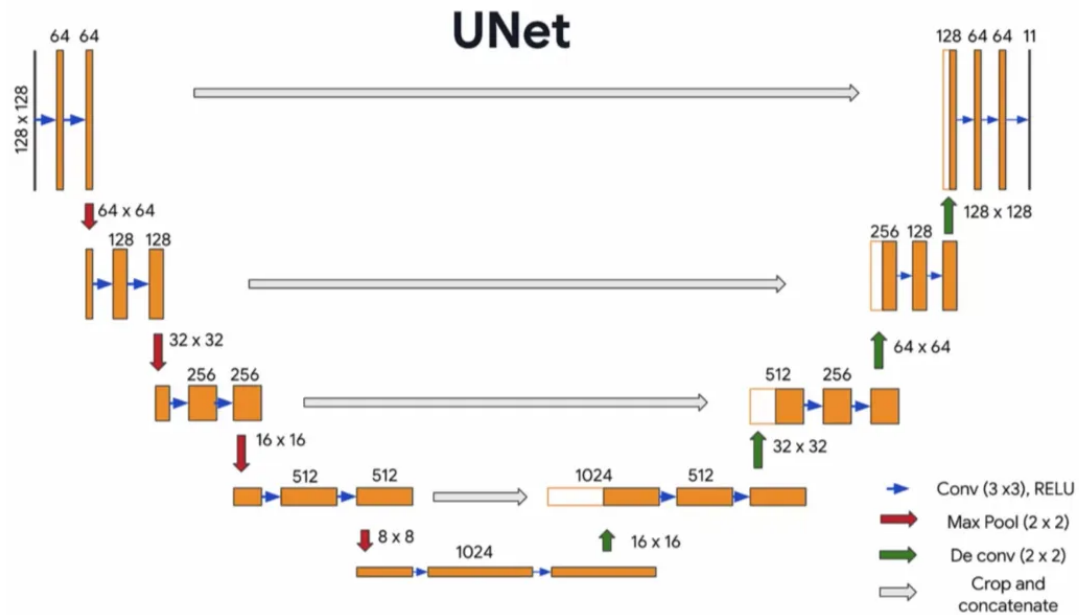 UNet
64 64
128 x 128
128 64 64 11
64 x 64
128 x 128
128 128
256 128
32 x 32
64 x 64
256 256
512 256
16 x 16
32 x 32
512 512
1024 512
8 x 8
16 x 16
1024
Conv (3 x3), RELU
Max Pool (2 x 2)
De conv (2 x 2)
Crop and
concatenate